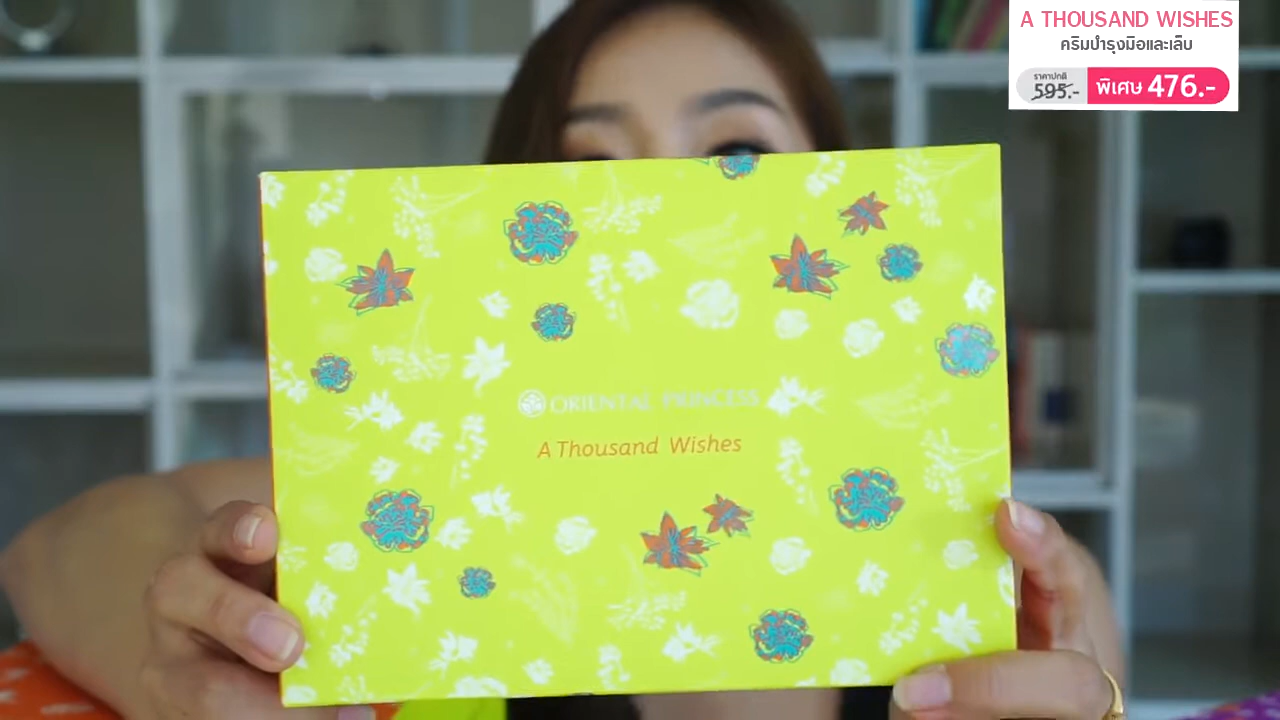 A THOUSAND WISHES
ครีมบำรุงมือและเล็บ
ราคาปกติ
595.-
พิเศษ 476.-
ORIENTAL PRINCESS
A Thousand Wishes